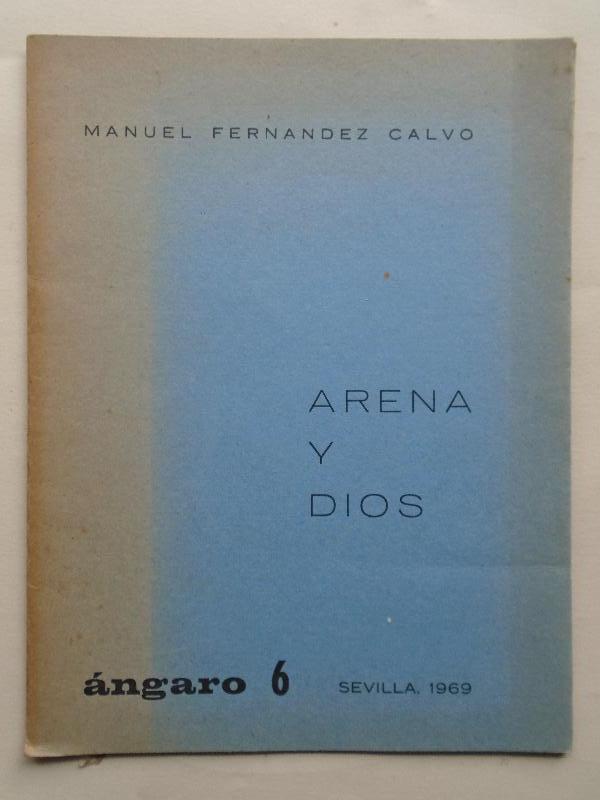 MANUEL FERNANDEZ CALVO
ARENA
Y
DIOS
ángaro 6 SEVILLA, 1969